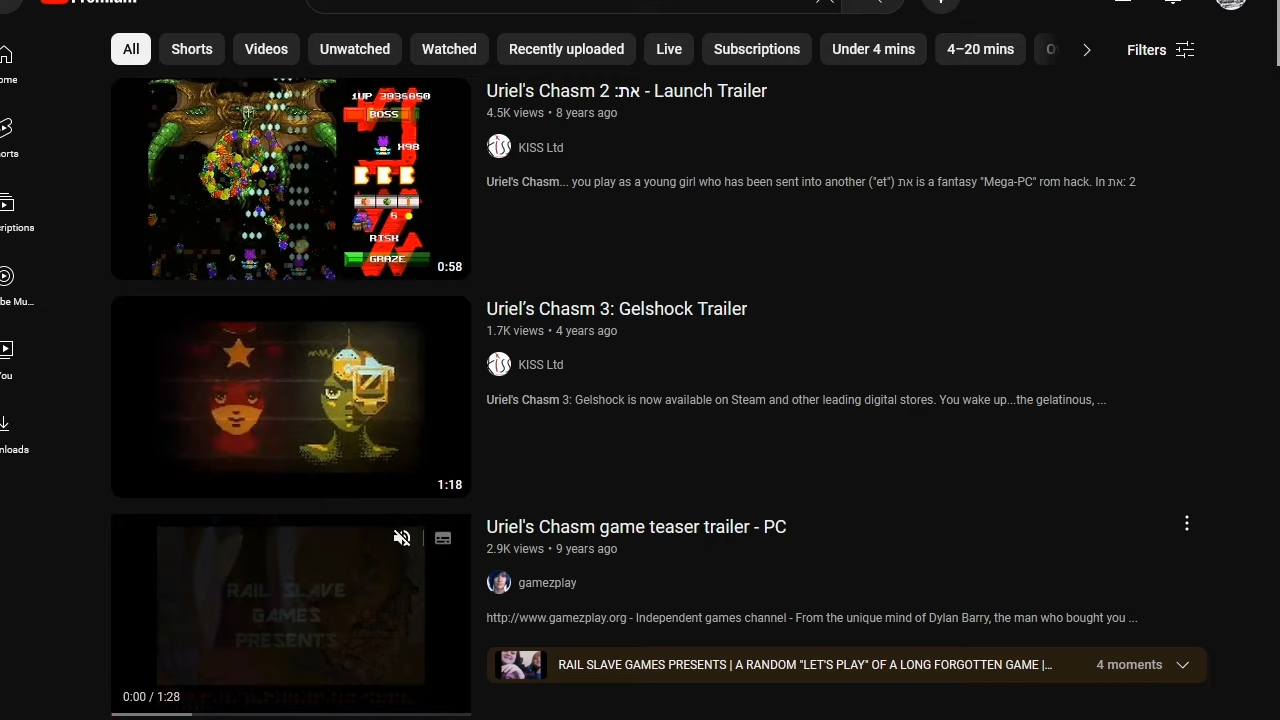 Premium
All
Shorts
Videos
Unwatched
Watched
Recently uploaded
Live
Subscriptions
Under 4 mins
4–20 mins
Filters
ome
orts
riptions
be Mu...
You
nloads
1UP 3036050
BOSS
H98
6
RISK
GRAZE
0:58
Uriel's Chasm 2 את: - Launch Trailer
4.5K views • 8 years ago
KISS Ltd
Uriel's Chasm... you play as a young girl who has been sent into another ("et") את is a fantasy "Mega-PC" rom hack. In את: 2
1:18
Uriel's Chasm 3: Gelshock Trailer
1.7K views • 4 years ago
KISS Ltd
Uriel's Chasm 3: Gelshock is now available on Steam and other leading digital stores. You wake up...the gelatinous, ...
RAIL SLAVE
GAMES
PRESENTS
0:00 / 1:28
Uriel's Chasm game teaser trailer - PC
2.9K views • 9 years ago
gamezplay
http://www.gamezplay.org - Independent games channel - From the unique mind of Dylan Barry, the man who bought you ...
RAIL SLAVE GAMES PRESENTS | A RANDOM "LET'S PLAY" OF A LONG FORGOTTEN GAME |...
4 moments